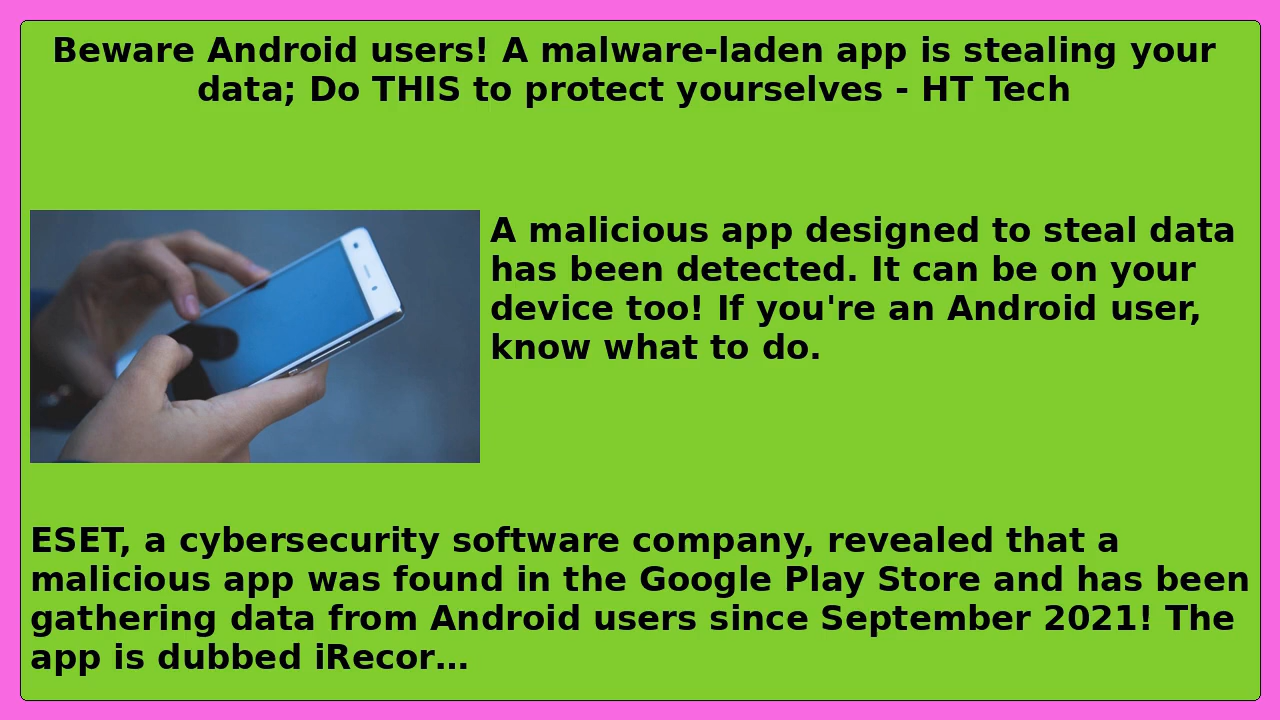 Beware Android users! A malware-laden app is stealing your
data; Do THIS to protect yourselves - HT Tech
A malicious app designed to steal data
has been detected. It can be on your
device too! If you're an Android user,
know what to do.
ESET, a cybersecurity software company, revealed that a
malicious app was found in the Google Play Store and has been
gathering data from Android users since September 2021! The
app is dubbed iRecor…